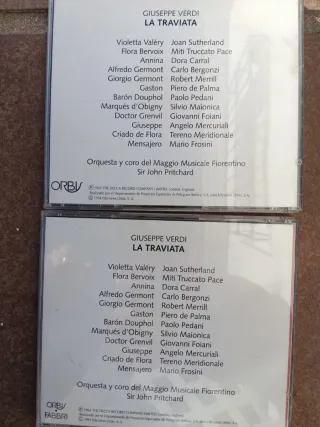 GIUSEPPE VERDI
LA TRAVIATA
Violetta Valéry Joan Sutherland
Flora Bervoix Miti Truccato Pace
Annina Dora Carral
Alfredo Germont Carlo Bergonzi
Giorgio Germont Robert Merrill
Gaston Piero de Palma
Barón Douphol Paolo Pedani
Marqués d'Obigny Silvio Maionica
Doctor Grenvil Giovanni Foiani
Giuseppe Angelo Mercuriali
Criado de Flora Tereno Meridionale
Mensajero Mario Frosini
Orquesta y coro del Maggio Musicale Fiorentino
Sir John Pritchard
ORBIS
GIUSEPPE VERDI
LA TRAVIATA
Violetta Valéry Joan Sutherland
Flora Bervoix Miti Truccato Pace
Annina Dora Carral
Alfredo Germont Carlo Bergonzi
Giorgio Germont Robert Merrill
Gaston Piero de Palma
Barón Douphol Paolo Pedani
Marqués d'Obigny Silvio Maionica
Doctor Grenvil Giovanni Foiani
Giuseppe Angelo Mercuriali
Criado de Flora Tereno Meridionale
Mensajero Mario Frosini
Orquesta y coro del Maggio Musicale Fiorentino
Sir John Pritchard
ORBIS
FABBRI